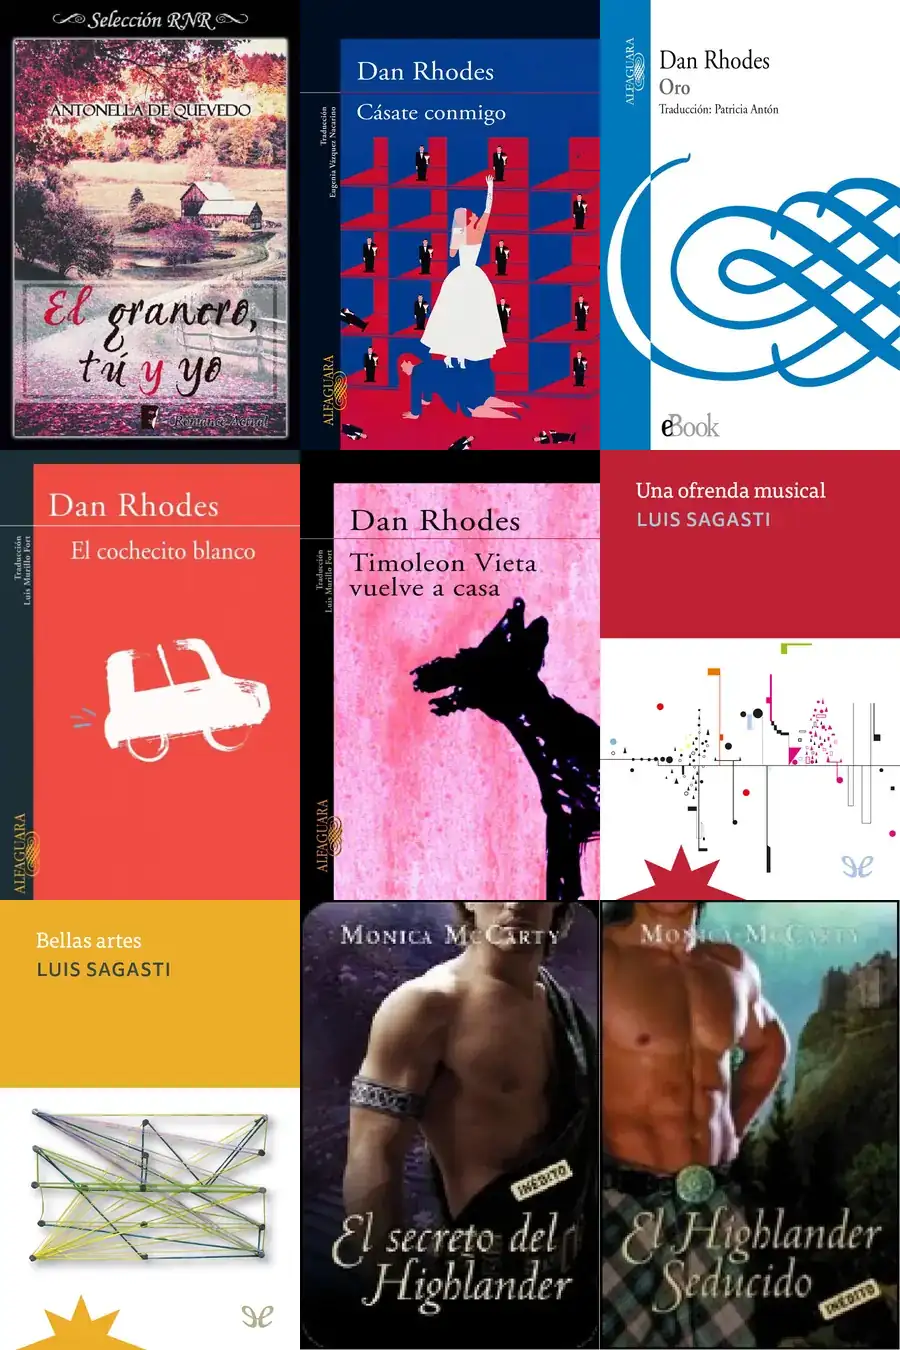 Selección RNR
ANTONELLA DE QUEVEDO
El granero,
tú y yo
Romance Actual
Dan Rhodes
Cásate conmigo
Traducción
Eugenia Vázquez Nacarino
ALFAGUARA
ALFAGUARA
Dan Rhodes
Oro
Traducción: Patricia Antón
eBook
Dan Rhodes
El cochecito blanco
Traducción
Luis Murillo Fort
ALFAGUARA
Dan Rhodes
Timoleon Vieta
vuelve a casa
Traducción
Luis Murillo Fort
ALFAGUARA
Una ofrenda musical
LUIS SAGASTI
Bellas artes
LUIS SAGASTI
MONICA MCCARTY
INÉDITO
El secreto del
Highlander
MONICA MCCARTY
El Highlander
Seducido
INÉDITO